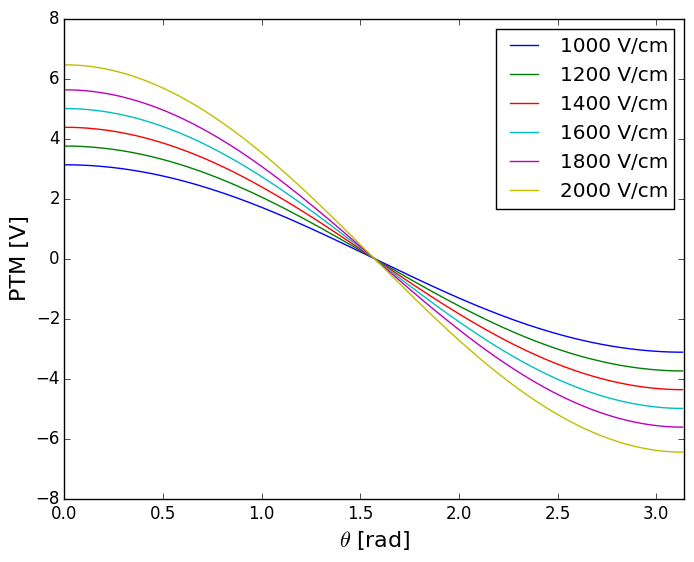 8
6
4
2
0
−2
−4
−6
−8
PTM [V]
0.0 0.5 1.0 1.5 2.0 2.5 3.0
θ [rad]
1000 V/cm
1200 V/cm
1400 V/cm
1600 V/cm
1800 V/cm
2000 V/cm